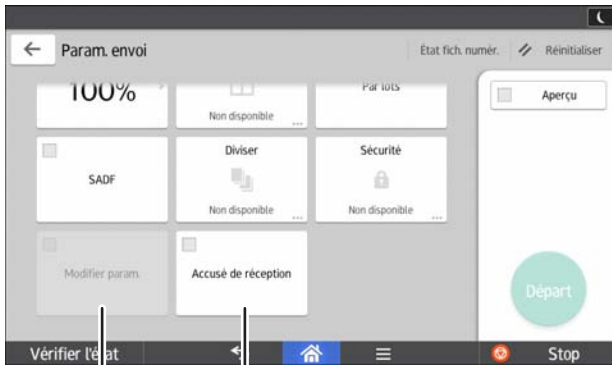 Param. envoi
État fich. numér.
Réinitialiser
100%
Par lots
Non disponible
Aperçu
SADF
Diviser
Sécurité
Non disponible
Non disponible
Modifier param.
Accusé de réception
Départ
Vérifier l'état
Stop